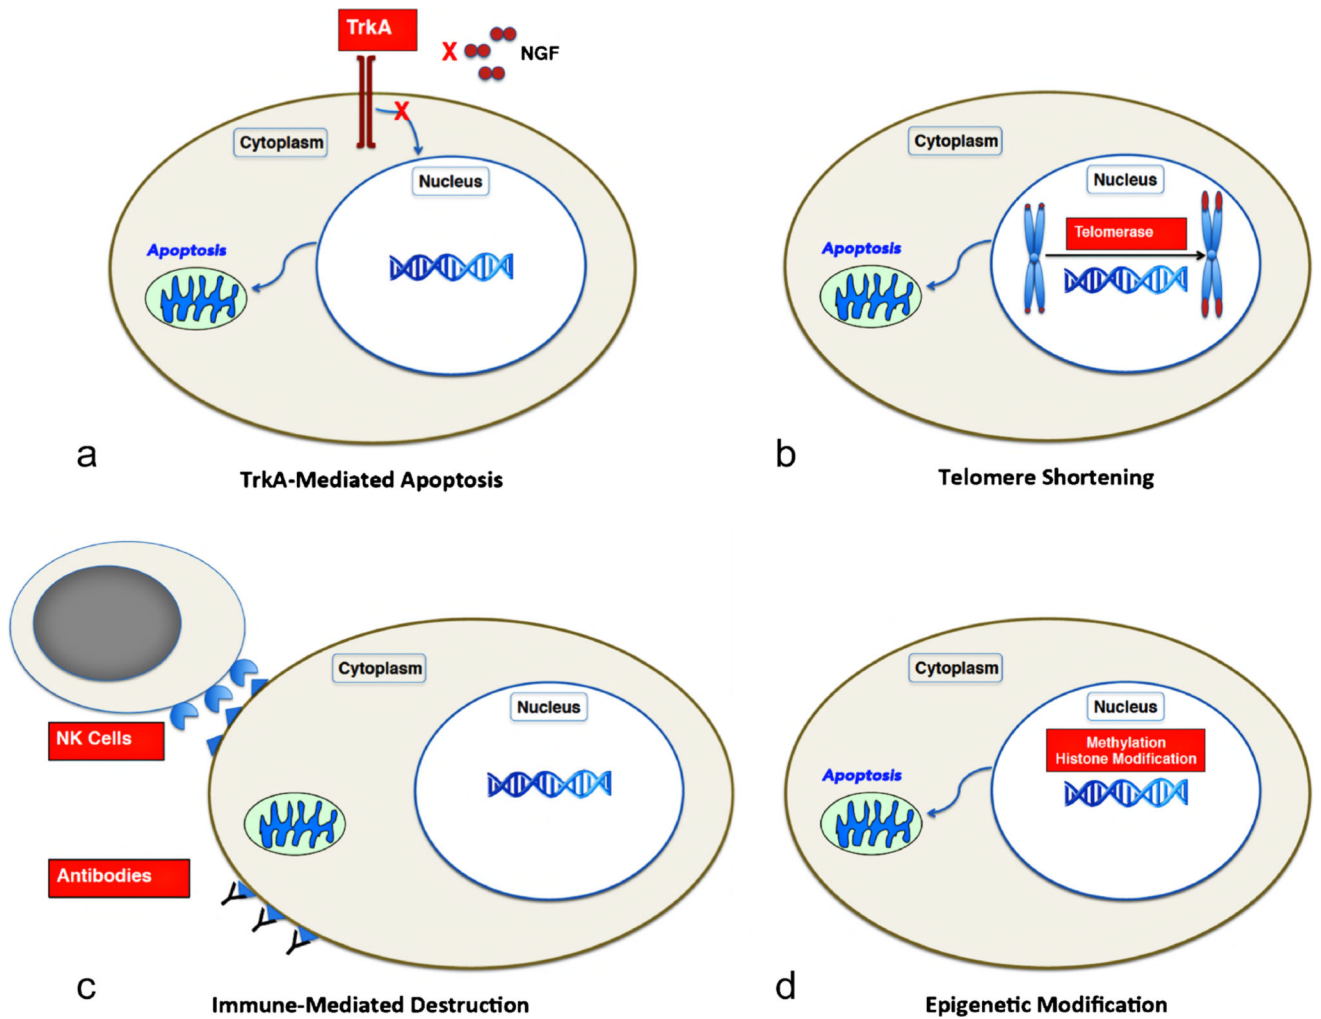 TrkA
X
NGF
X
Cytoplasm
Nucleus
Apoptosis
a
TrkA-Mediated Apoptosis
Cytoplasm
Nucleus
Telomerase
Apoptosis
b
Telomere Shortening
Cytoplasm
Nucleus
NK Cells
Antibodies
c
Immune-Mediated Destruction
Cytoplasm
Nucleus
Methylation
Histone Modification
Apoptosis
d
Epigenetic Modification